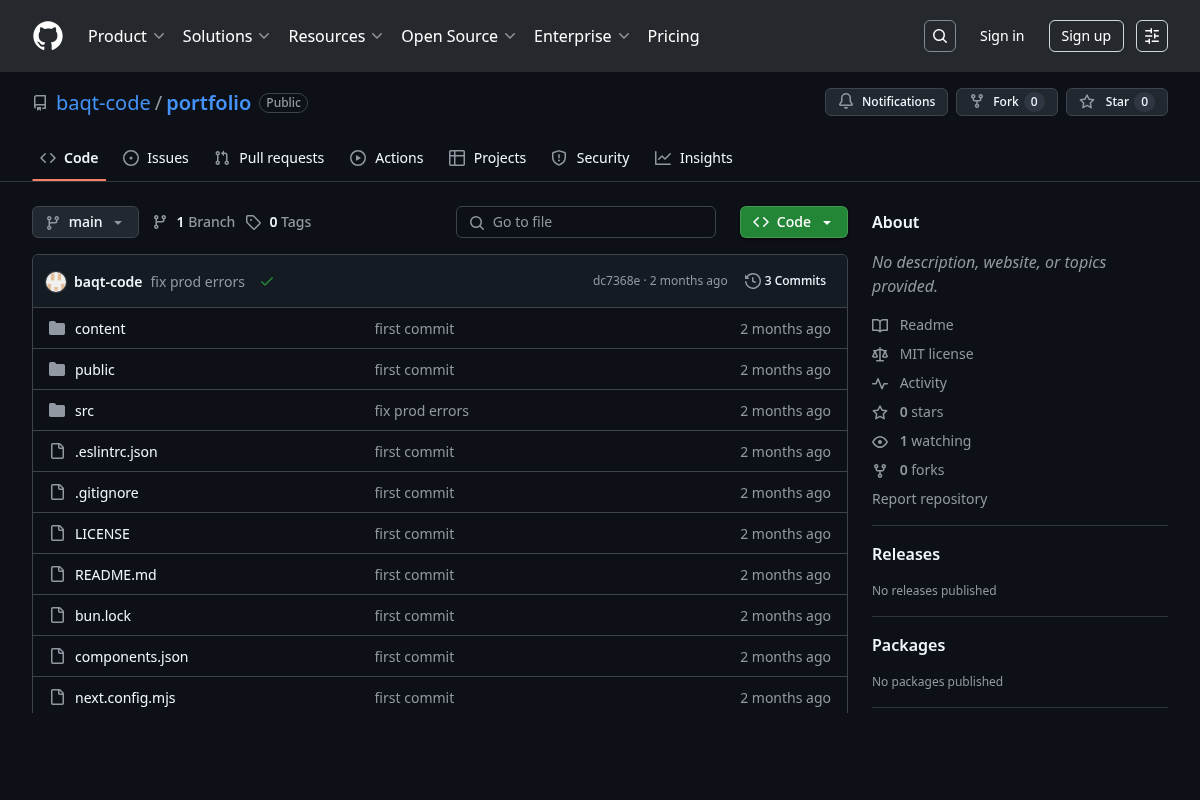 Product Solutions Resources Open Source Enterprise Pricing Sign in Sign up
baqt-code / portfolio Public Notifications Fork 0 Star 0
Code Issues Pull requests Actions Projects Security Insights
main 1 Branch 0 Tags Go to file Code
baqt-code fix prod errors dc7368e · 2 months ago 3 Commits
content first commit 2 months ago
public first commit 2 months ago
src fix prod errors 2 months ago
.eslintrc.json first commit 2 months ago
.gitignore first commit 2 months ago
LICENSE first commit 2 months ago
README.md first commit 2 months ago
bun.lock first commit 2 months ago
components.json first commit 2 months ago
next.config.mjs first commit 2 months ago
About
No description, website, or topics
provided.
Readme
MIT license
Activity
0 stars
1 watching
0 forks
Report repository
Releases
No releases published
Packages
No packages published